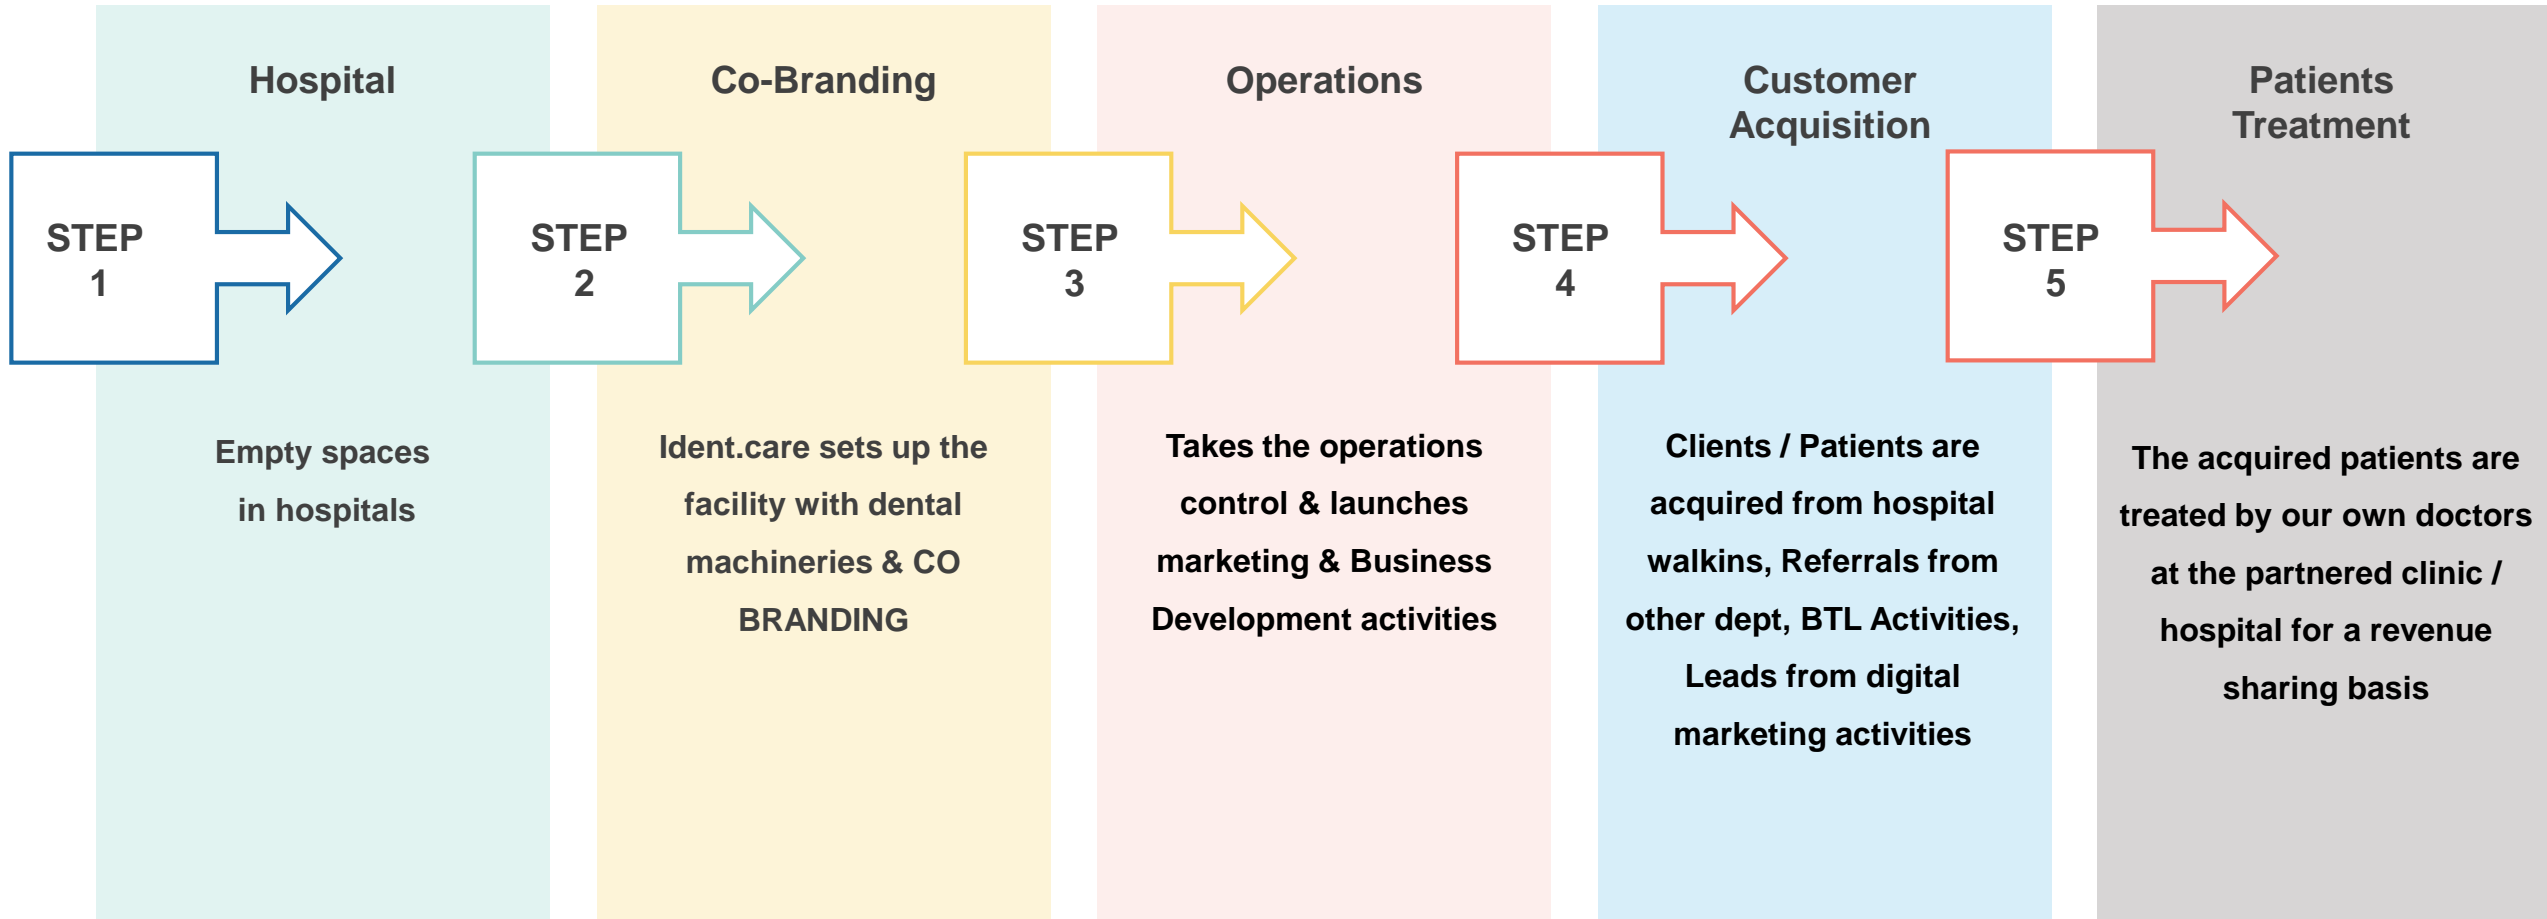 Hospital
STEP
1
Empty spaces
in hospitals
Co-Branding
STEP
2
Ident.care sets up the
facility with dental
machineries & CO
BRANDING
Operations
STEP
3
Takes the operations
control & launches
marketing & Business
Development activities
Customer
Acquisition
STEP
4
Clients / Patients are
acquired from hospital
walkins, Referrals from
other dept, BTL Activities,
Leads from digital
marketing activities
Patients
Treatment
STEP
5
The acquired patients are
treated by our own doctors
at the partnered clinic /
hospital for a revenue
sharing basis